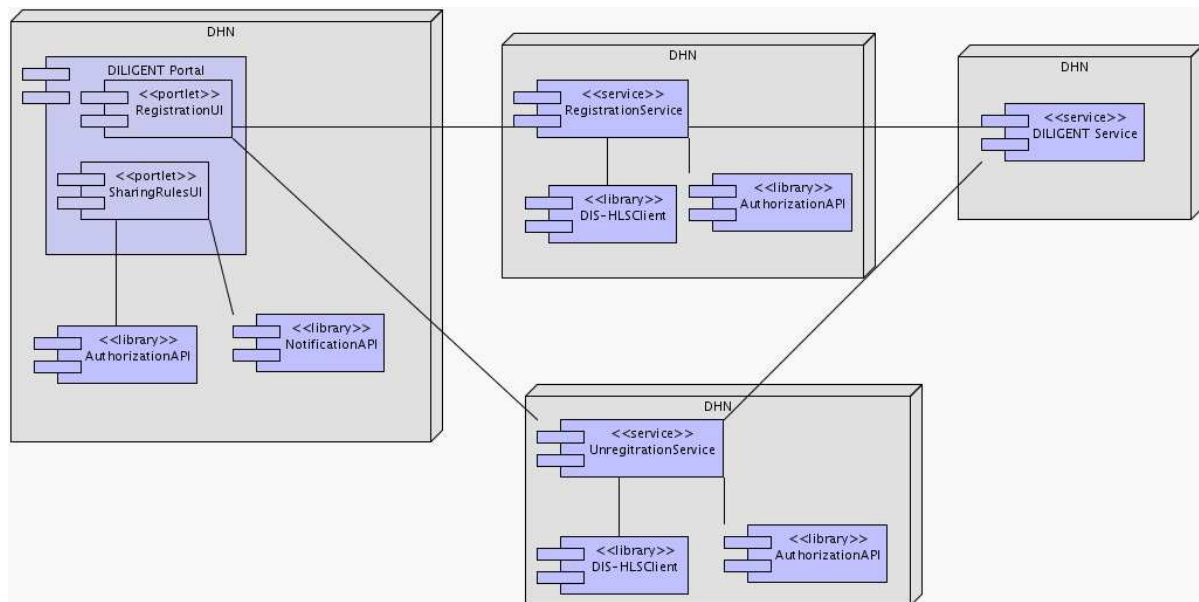 DHN
DILIGENT Portal
<<portlet>>
RegistrationUI
<<portlet>>
SharingRulesUI
<<library>>
AuthorizationAPI
<<library>>
NotificationAPI
DHN
<<service>>
RegistrationService
<<library>>
DIS-HLSClient
<<library>>
AuthorizationAPI
DHN
<<service>>
DILIGENT Service
DHN
<<service>>
UnregitrationService
<<library>>
DIS-HLSClient
<<library>>
AuthorizationAPI